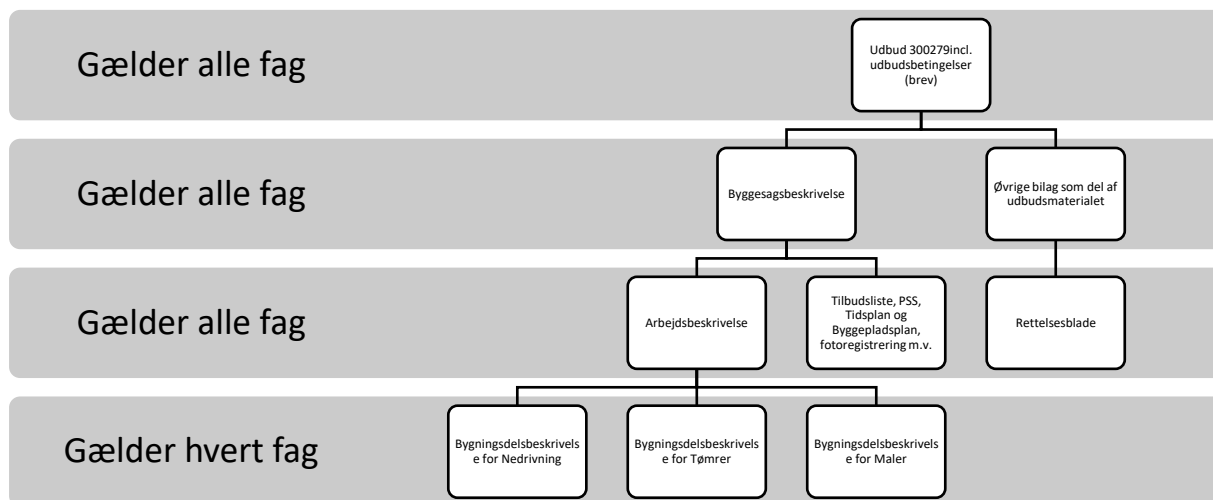 Gælder alle fag
Udbud 300279incl.
udbudsbetingelser
(brev)
Gælder alle fag
Byggesagsbeskrivelse
Øvrige bilag som del af
udbudsmaterialet
Gælder alle fag
Arbejdsbeskrivelse
Tilbudsliste, PSS,
Tidsplan og
Byggepladsplan,
fotoregistrering m.v.
Rettelsesblade
Gælder hvert fag
Bygningsdelsbeskrivels
e for Nedrivning
Bygningsdelsbeskrivels
e for Tømrer
Bygningsdelsbeskrivels
e for Maler